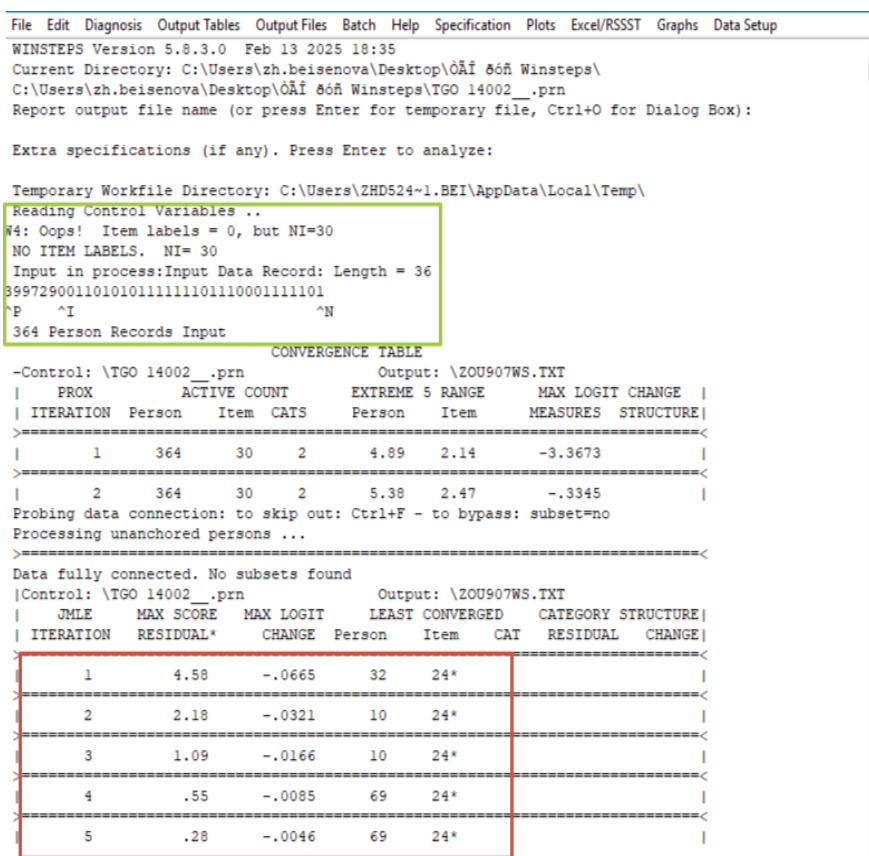 File Edit Diagnosis Output Tables Output Files Batch Help Specification Plots Excel/RSSST Graphs Data Setup
WINSTEPS Version 5.8.3.0 Feb 13 2025 18:35
Current Directory: C:\Users\zh.beisenova\Desktop\ÒÃÎ ðóñ Winsteps\
C:\Users\zh.beisenova\Desktop\ÒÃÎ ðóñ Winsteps\TGO 14002__.prn
Report output file name (or press Enter for temporary file, Ctrl+O for Dialog Box):
Extra specifications (if any). Press Enter to analyze:
Temporary Workfile Directory: C:\Users\ZHD524~1.BEI\AppData\Local\Temp\
Reading Control Variables ..
W4: Oops! Item labels = 0, but NI=30
NO ITEM LABELS. NI= 30
Input in process:Input Data Record: Length = 36
399729001101010111111101110001111101
^P ^I ^N
364 Person Records Input
CONVERGENCE TABLE
-Control: \TGO 14002__.prn Output: \ZOU907WS.TXT
| PROX ACTIVE COUNT EXTREME 5 RANGE MAX LOGIT CHANGE |
| ITERATION Person Item CATS Person Item MEASURES STRUCTURE|
>=====================================================================<
| 1 364 30 2 4.89 2.14 -3.3673 |
>=====================================================================<
| 2 364 30 2 5.38 2.47 -.3345 |
Probing data connection: to skip out: Ctrl+F - to bypass: subset=no
Processing unanchored persons ...
>=====================================================================<
Data fully connected. No subsets found
|Control: \TGO 14002__.prn Output: \ZOU907WS.TXT
| JMLE MAX SCORE MAX LOGIT LEAST CONVERGED CATEGORY STRUCTURE|
| ITERATION RESIDUAL* CHANGE Person Item CAT RESIDUAL CHANGE|
>=====================================================================<
| 1 4.58 -.0665 32 24* |
>=====================================================================<
| 2 2.18 -.0321 10 24* |
>=====================================================================<
| 3 1.09 -.0166 10 24* |
>=====================================================================<
| 4 .55 -.0085 69 24* |
>=====================================================================<
| 5 .28 -.0046 69 24* |